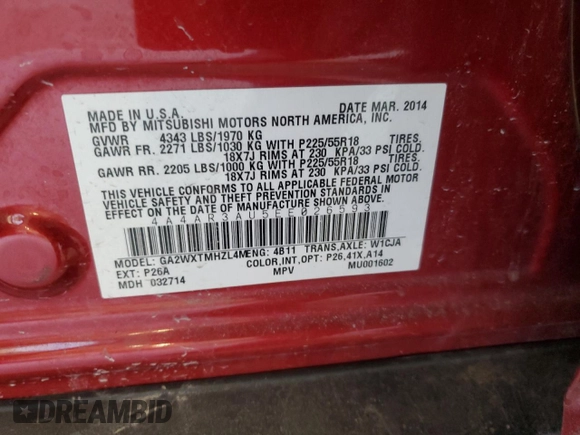 MADE IN U.S.A. DATE MAR. 2014
MFD BY MITSUBISHI MOTORS NORTH AMERICA, INC.
GVWR 4343 LBS/1970 KG
GAWR FR. 2271 LBS/1030 KG WITH P225/55R18 TIRES,
18X7J RIMS AT 230 KPA/33 PSI COLD.
GAWR RR. 2205 LBS/1000 KG WITH P225/55R18 TIRES,
18X7J RIMS AT 230 KPA/33 PSI COLD.
THIS VEHICLE CONFORMS TO ALL APPLICABLE FEDERAL MOTOR
VEHICLE SAFETY AND THEFT PREVENTION STANDARDS IN
EFFECT ON THE DATE OF MANUFACTURE SHOWN ABOVE.
4A4AR3AU5EE026593
MODEL: GA2WXTMHZL4M ENG: 4B11 TRANS,AXLE: W1CJA
EXT: P26A COLOR,INT,OPT: P26,41X,A14
MDH 032714 MPV MU001602
DREAMBID